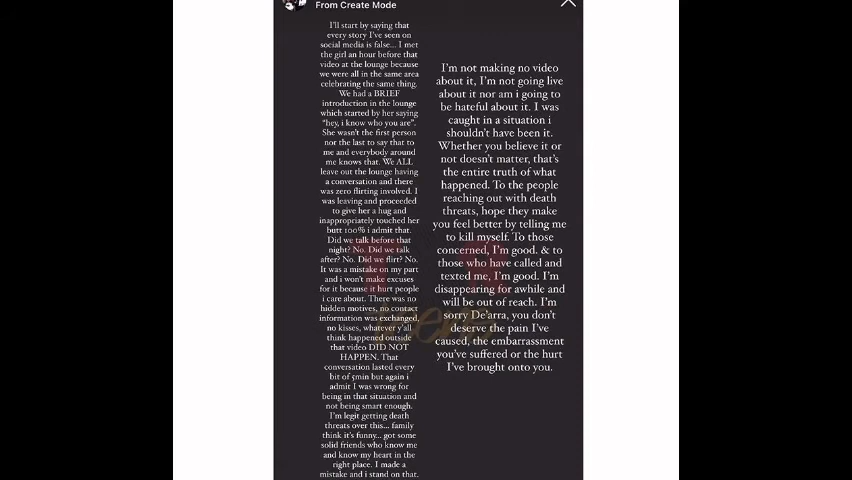 From Create Mode
I'll start by saying that
every story I've seen on
social media is false... I met
the girl an hour before that
video at the lounge because
we were all in the same area
celebrating the same thing.
We had a BRIEF
introduction in the lounge
which started by her saying
“hey, i know who you are”.
She wasn't the first person
nor the last to say that to
me and everybody around
me knows that. We ALL
leave out the lounge having
a conversation and there
was zero flirting involved. I
was leaving and proceeded
to give her a hug and
inappropriately touched her
butt 100% i admit that.
Did we talk before that
night? No. Did we talk
after? No. Did we flirt? No.
It was a mistake on my part
and i won't make excuses
for it because it hurt people
i care about. There was no
hidden motives, no contact
information was exchanged,
no kisses, whatever y'all
think happened outside
that video DID NOT
HAPPEN. That
conversation lasted every
bit of 5min but again i
admit I was wrong for
being in that situation and
not being smart enough.
I'm legit getting death
threats over this... family
think it's funny... got some
solid friends who know me
and know my heart in the
right place. I made a
mistake and i stand on that.
I'm not making no video
about it, I'm not going live
about it nor am i going to
be hateful about it. I was
caught in a situation i
shouldn't have been it.
Whether you believe it or
not doesn't matter, that's
the entire truth of what
happened. To the people
reaching out with death
threats, hope they make
you feel better by telling me
to kill myself. To those
concerned, I'm good. & to
those who have called and
texted me, I'm good. I'm
disappearing for awhile and
will be out of reach. I'm
sorry De'arra, you don't
deserve the pain I've
caused, the embarrassment
you've suffered or the hurt
I've brought onto you.